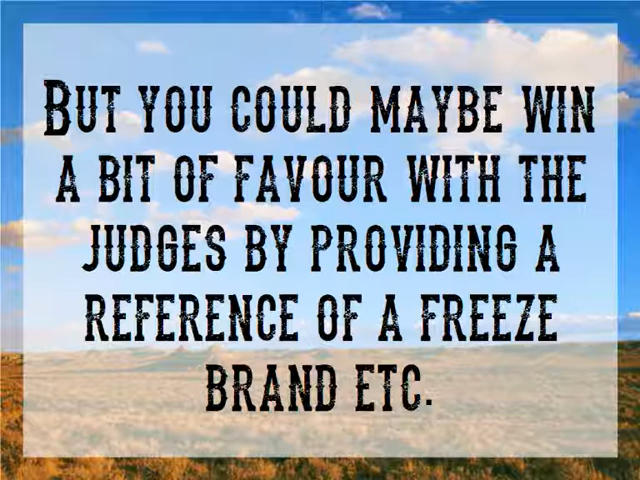 But you could maybe win
a bit of favour with the
judges by providing a
reference of a freeze
brand etc.